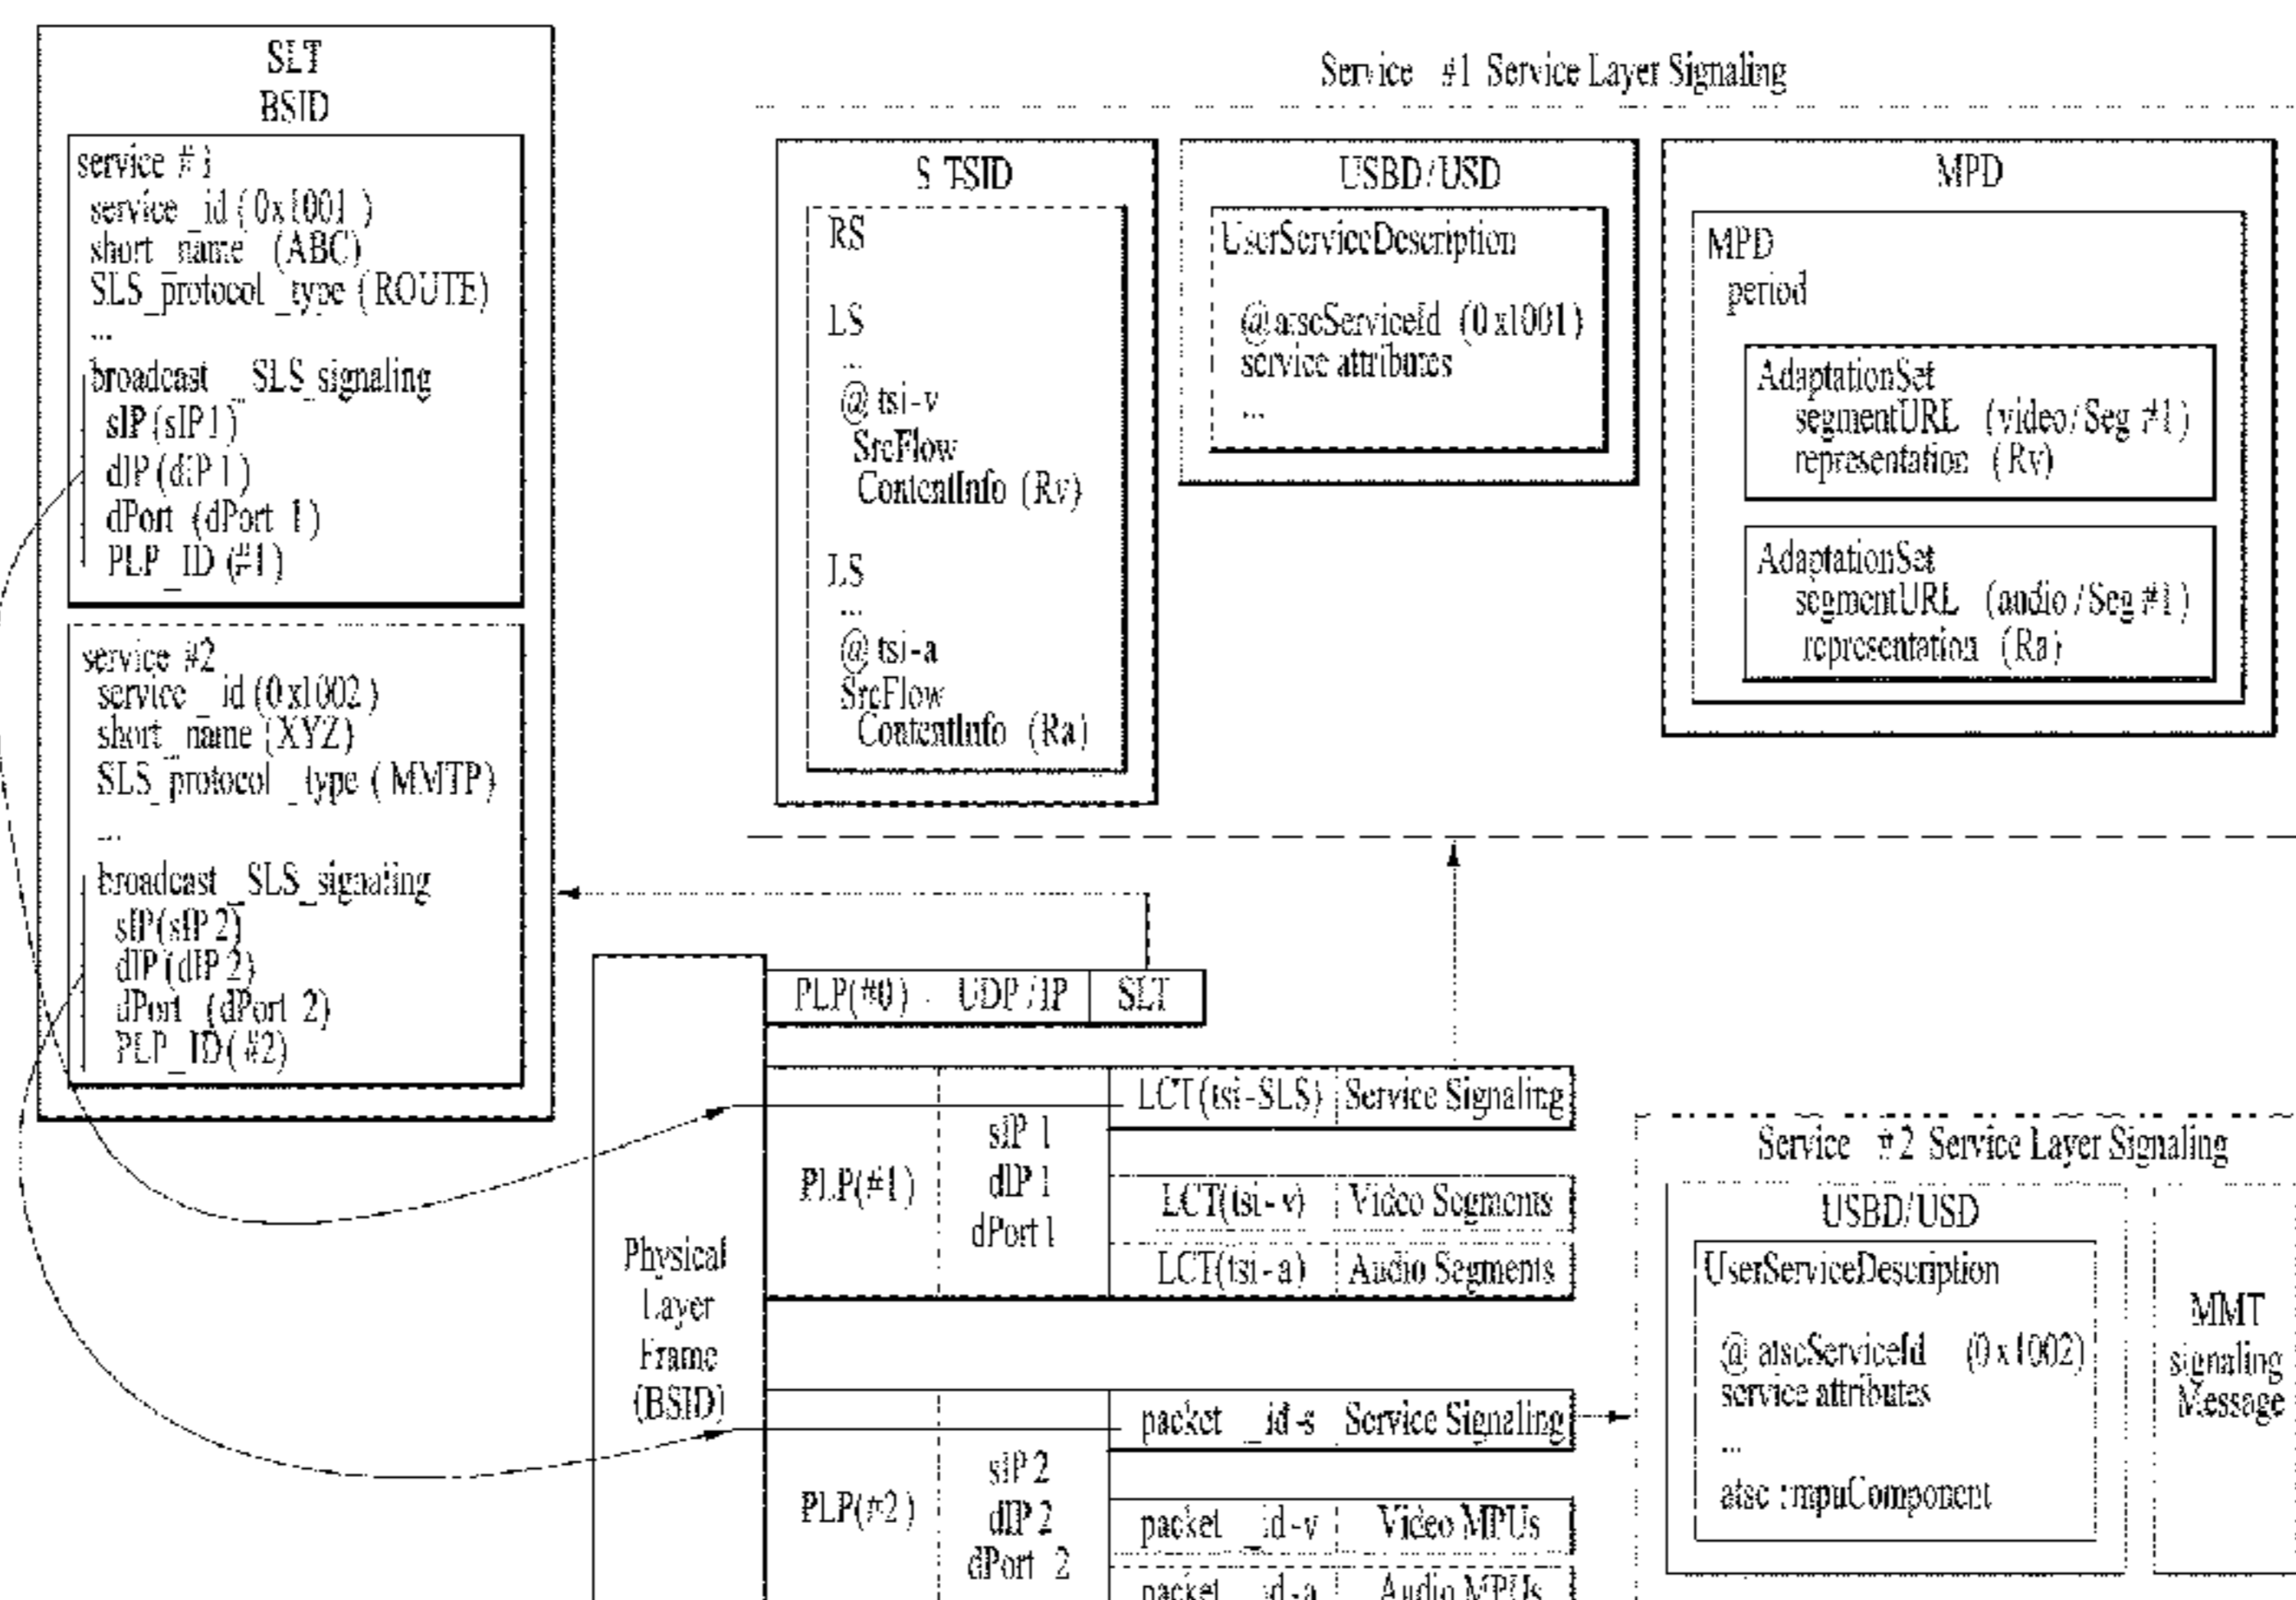 SLT
BSID
service #1
service_id (0x1001)
short_name (ABC)
SLS_protocol_type (ROUTE)
...
broadcast_SLS_signaling
sIP (sIP1)
dIP (dIP1)
dPort (dPort 1)
PLP_ID (#1)
service #2
service_id (0x1002)
short_name (XYZ)
SLS_protocol_type (MMTP)
...
broadcast_SLS_signaling
sIP (sIP2)
dIP (dIP2)
dPort (dPort 2)
PLP_ID (#2)
Service #1 Service Layer Signaling
S-TSID
RS
LS
...
@tsi-v
SrcFlow
ContentInfo (Rv)
LS
...
@tsi-a
SrcFlow
ContentInfo (Ra)
USBD/USD
UserServiceDescription
@atscServiceId (0x1001)
service attributes
...
MPD
MPD
period
AdaptationSet
segmentURL (video/Seg #1)
representation (Rv)
AdaptationSet
segmentURL (audio/Seg #1)
representation (Ra)
Physical
Layer
Frame
(BSID)
PLP(#0) UDP/IP SLT
PLP(#1)
sIP 1
dIP 1
dPort 1
LCT(tsi-SLS) Service Signaling
LCT(tsi-v) Video Segments
LCT(tsi-a) Audio Segments
PLP(#2)
sIP 2
dIP 2
dPort 2
packet_id-s Service Signaling
packet_id-v Video MPUs
packet_id-a Audio MPUs
Service #2 Service Layer Signaling
USBD/USD
UserServiceDescription
@atscServiceId (0x1002)
service attributes
...
atsc:mpuComponent
MMT
signaling
Message